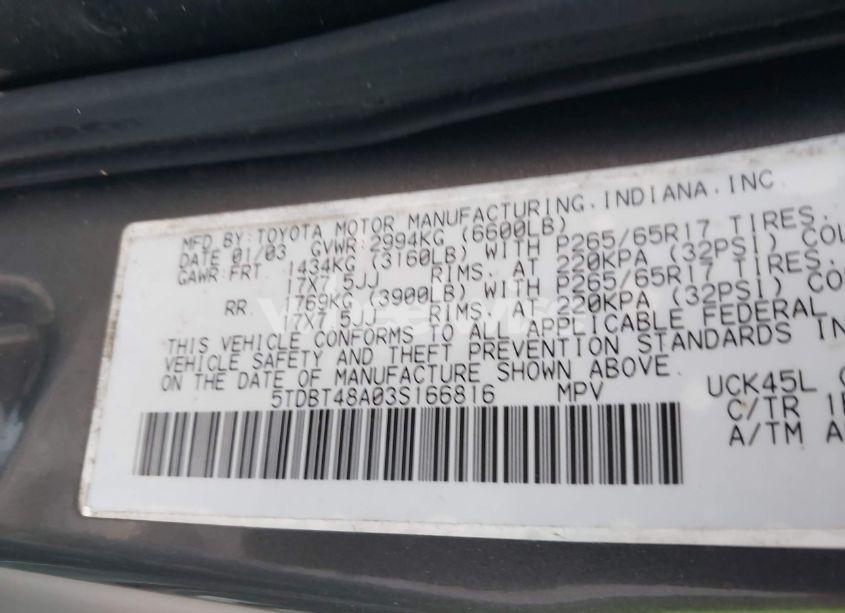 MFD BY: TOYOTA MOTOR MANUFACTURING, INDIANA, INC
DATE 01/03 GVWR: 2994KG (6600LB)
GAWR:FRT 1434KG (3160LB) WITH P265/65R17 TIRES.
17X7.5JJ RIMS. AT 220KPA (32PSI)
RR 1769KG (3900LB) WITH P265/65R17 TIRES.
17X7.5JJ RIMS. AT 220KPA (32PSI)
THIS VEHICLE CONFORMS TO ALL APPLICABLE FEDERAL
VEHICLE SAFETY AND THEFT PREVENTION STANDARDS IN
ON THE DATE OF MANUFACTURE SHOWN ABOVE.
5TDBT48A03S166816 MPV UCK45L
C/TR
A/TM